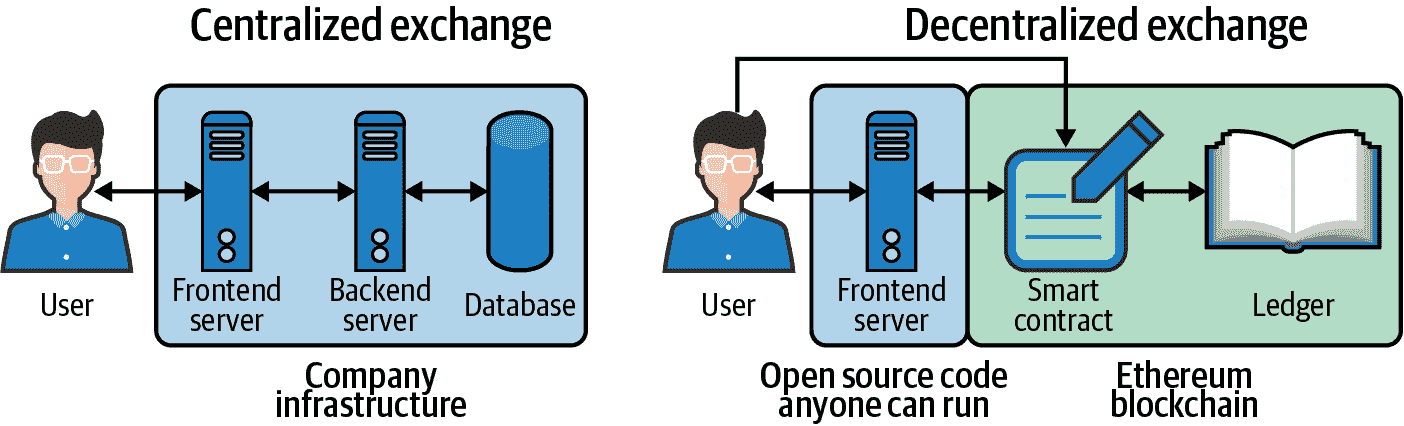 Centralized exchange
User
Frontend
server
Backend
server
Database
Company
infrastructure
Decentralized exchange
User
Frontend
server
Smart
contract
Ledger
Open source code
anyone can run
Ethereum
blockchain